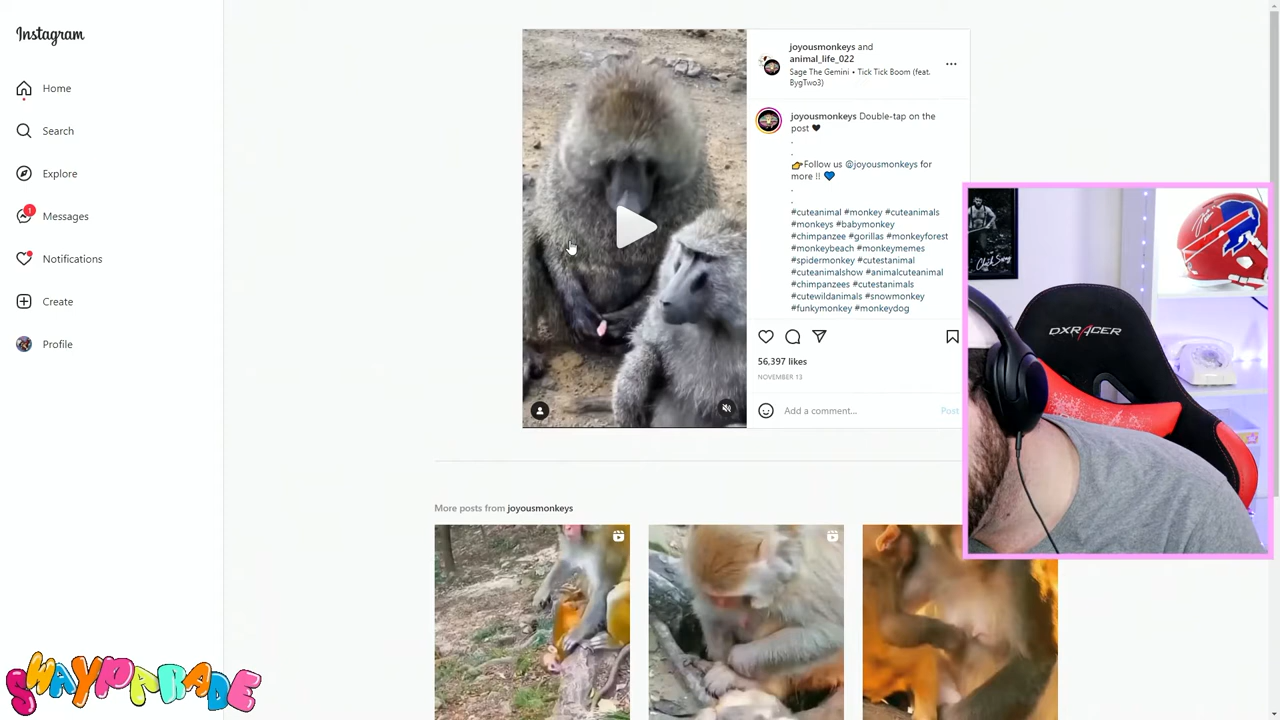 Instagram
Home
Search
Explore
1
Messages
Notifications
Create
Profile
joyousmonkeys and
animal_life_022
Sage The Gemini • Tick Tick Boom (feat.
BygTwo3)
joyousmonkeys Double-tap on the
post 🖤
.
.
👉Follow us @joyousmonkeys for
more !! 💙
.
.
#cuteanimal #monkey #cuteanimals
#monkeys #babymonkey
#chimpanzee #gorillas #monkeyforest
#monkeybeach #monkeymemes
#spidermonkey #cutestanimal
#cuteanimalshow #animalcuteanimal
#chimpanzees #cutestanimals
#cutewildanimals #snowmonkey
#funkymonkey #monkeydog
56,397 likes
NOVEMBER 13
Add a comment...
Post
More posts from joyousmonkeys
DXRACER
SWAYPARADE